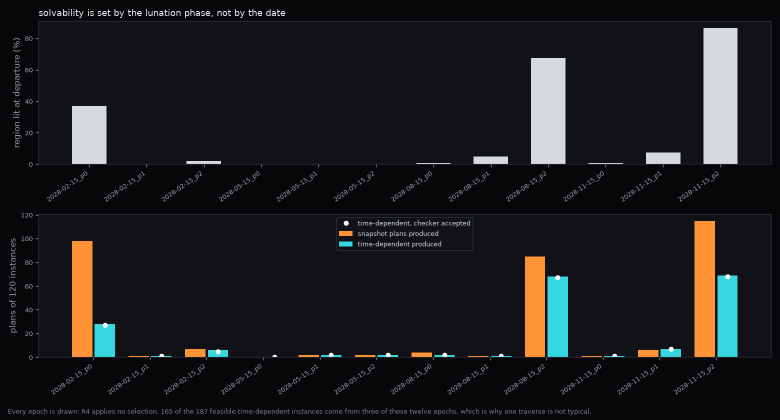 solvability is set by the lunation phase, not by the date
region lit at departure (%)
80
60
40
20
0
2028-02-15_p0
2028-02-15_p1
2028-02-15_p2
2028-05-15_p0
2028-05-15_p1
2028-05-15_p2
2028-08-15_p0
2028-08-15_p1
2028-08-15_p2
2028-11-15_p0
2028-11-15_p1
2028-11-15_p2
plans of 120 instances
120
100
80
60
40
20
0
time-dependent, checker accepted
snapshot plans produced
time-dependent produced
2028-02-15_p0
2028-02-15_p1
2028-02-15_p2
2028-05-15_p0
2028-05-15_p1
2028-05-15_p2
2028-08-15_p0
2028-08-15_p1
2028-08-15_p2
2028-11-15_p0
2028-11-15_p1
2028-11-15_p2
Every epoch is drawn: R4 applies no selection. 165 of the 187 feasible time-dependent instances come from three of these twelve epochs, which is why one traverse is not typical.